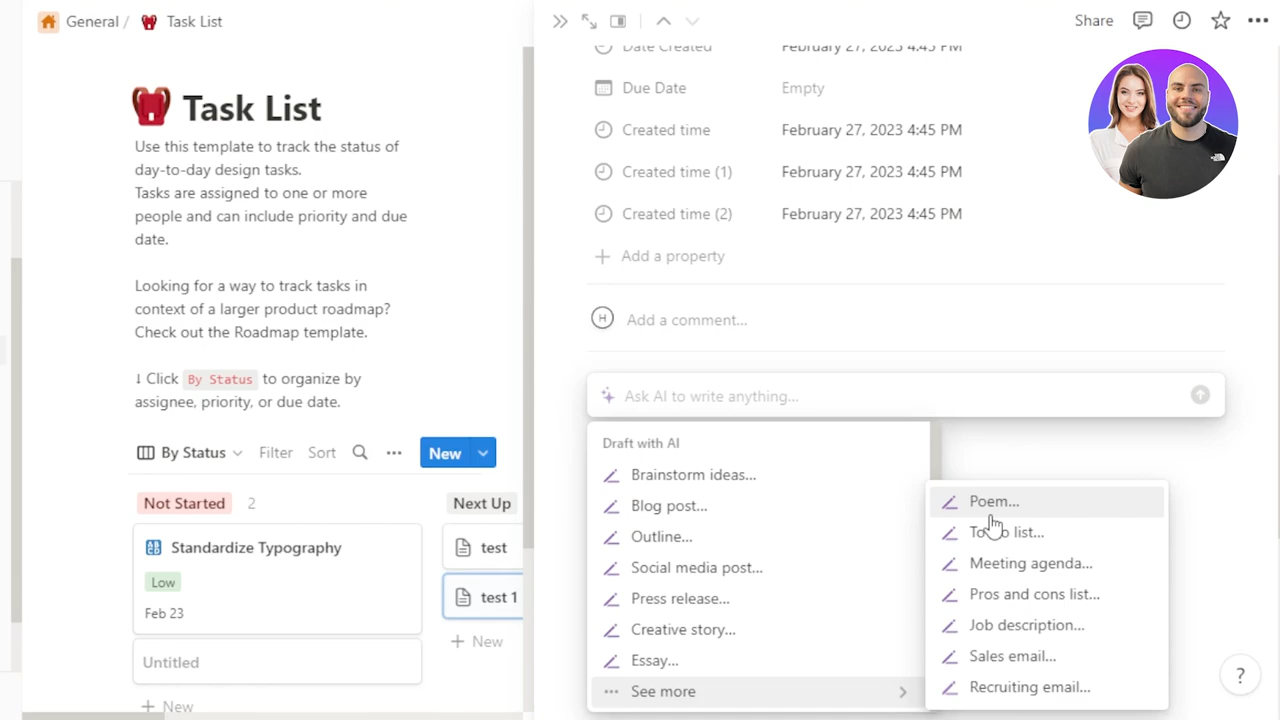 General / Task List
Share
Task List
Use this template to track the status of
day-to-day design tasks.
Tasks are assigned to one or more
people and can include priority and due
date.
Looking for a way to track tasks in
context of a larger product roadmap?
Check out the Roadmap template.
↓ Click By Status to organize by
assignee, priority, or due date.
By Status Filter Sort New
Not Started 2
Standardize Typography
Low
Feb 23
Untitled
+ New
Next Up
test
test 1
+ New
Date Created February 27, 2023 4:45 PM
Due Date Empty
Created time February 27, 2023 4:45 PM
Created time (1) February 27, 2023 4:45 PM
Created time (2) February 27, 2023 4:45 PM
+ Add a property
H Add a comment...
Ask AI to write anything...
Draft with AI
Brainstorm ideas...
Blog post...
Outline...
Social media post...
Press release...
Creative story...
Essay...
See more
Poem...
list...
Meeting agenda...
Pros and cons list...
Job description...
Sales email...
Recruiting email...
?